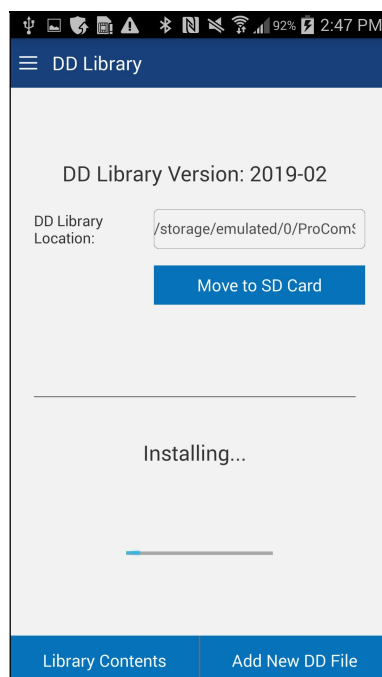 92% 2:47 PM
DD Library
DD Library Version: 2019-02
DD Library
Location:
/storage/emulated/0/ProComS
Move to SD Card
Installing...
Library Contents
Add New DD File